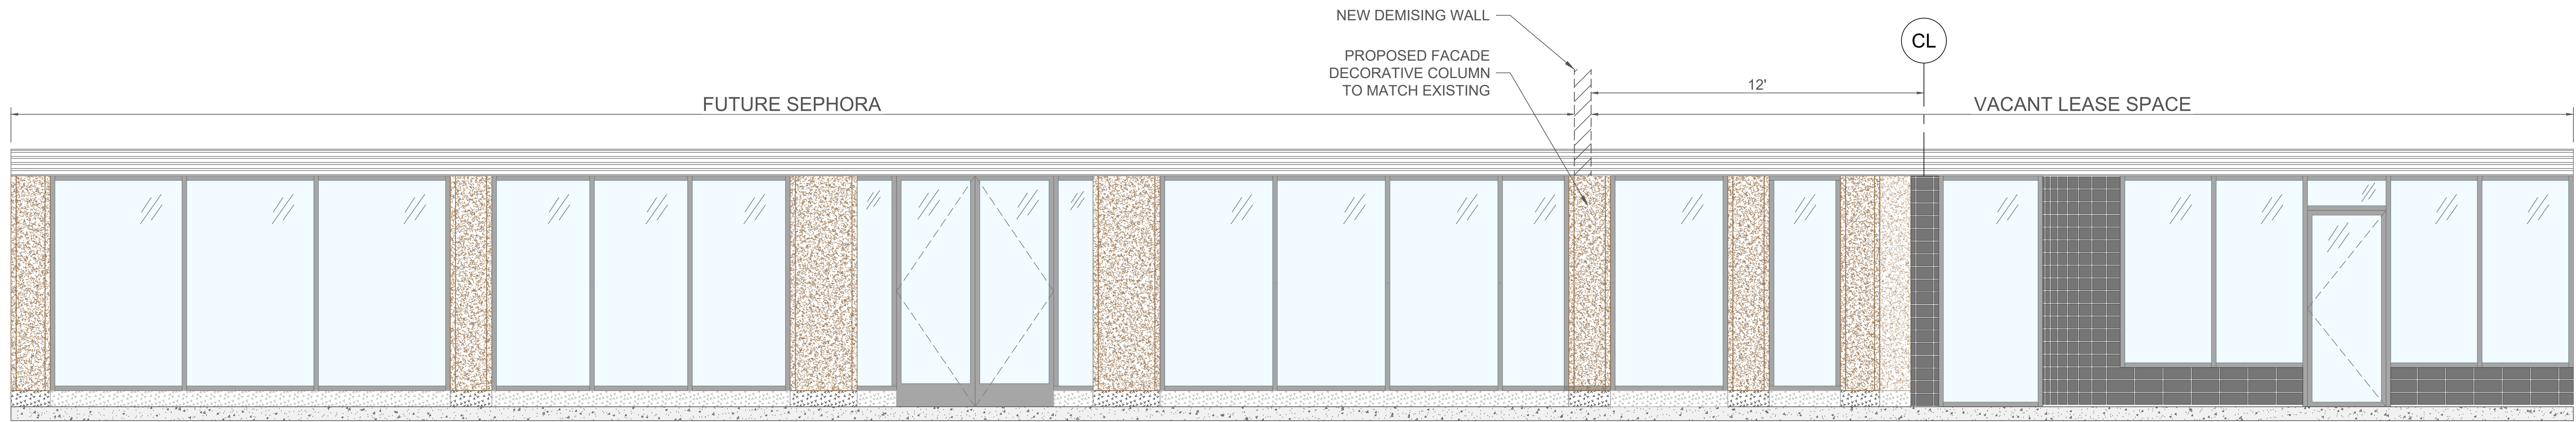 NEW DEMISING WALL
CL
PROPOSED FACADE
DECORATIVE COLUMN
TO MATCH EXISTING
12'
FUTURE SEPHORA
VACANT LEASE SPACE